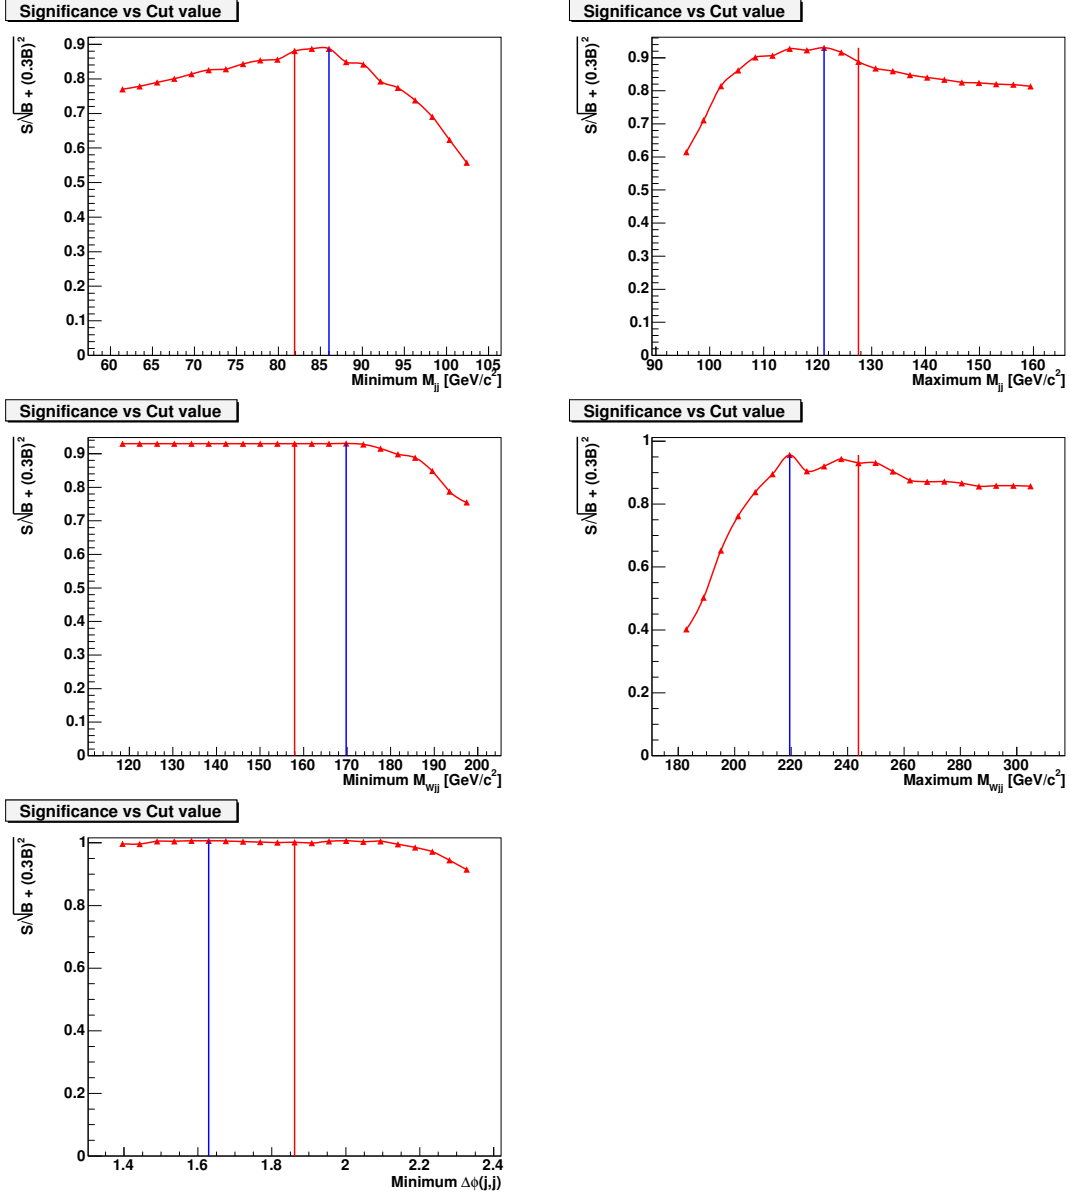 Significance vs Cut value
S/√B + (0.3B)²
0.9
0.8
0.7
0.6
0.5
0.4
0.3
0.2
0.1
0
60 65 70 75 80 85 90 95 100 105
Minimum M_jj [GeV/c²]
Significance vs Cut value
S/√B + (0.3B)²
0.9
0.8
0.7
0.6
0.5
0.4
0.3
0.2
0.1
0
90 100 110 120 130 140 150 160
Maximum M_jj [GeV/c²]
Significance vs Cut value
S/√B + (0.3B)²
0.9
0.8
0.7
0.6
0.5
0.4
0.3
0.2
0.1
0
120 130 140 150 160 170 180 190 200
Minimum M_Wjj [GeV/c²]
Significance vs Cut value
S/√B + (0.3B)²
1
0.8
0.6
0.4
0.2
0
180 200 220 240 260 280 300
Maximum M_Wjj [GeV/c²]
Significance vs Cut value
S/√B + (0.3B)²
1
0.8
0.6
0.4
0.2
0
1.4 1.6 1.8 2 2.2 2.4
Minimum Δϕ(j,j)